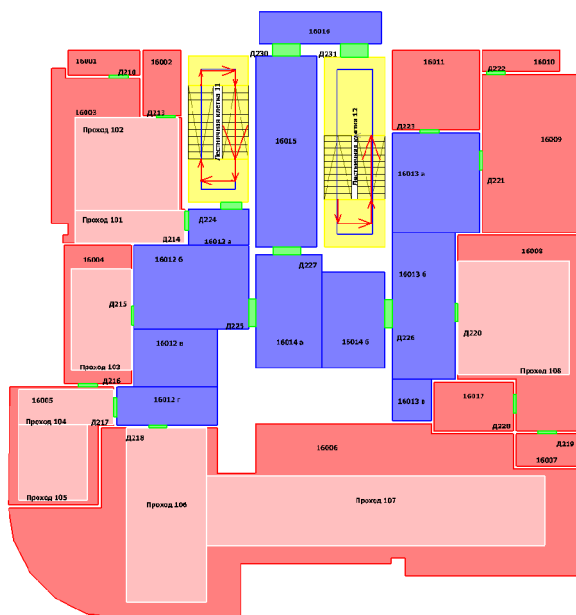 16019
Д230
Д231
16001
16002
16011
16010
Д210
Д222
16003
Д213
Лестничная клетка 11
Лестничная клетка 12
Проход 102
16015
Д223
16009
16013 а
Д221
Проход 101
Д224
Д214
16012 а
16004
16012 б
Д227
16008
16013 б
Д215
Д225
Д226
Д220
16012 в
16014 а
16014 б
Проход 103
Проход 108
Д216
16005
16012 г
16013 в
16017
Проход 104
Д217
Д218
16006
Д228
Д219
16007
Проход 105
Проход 106
Проход 107